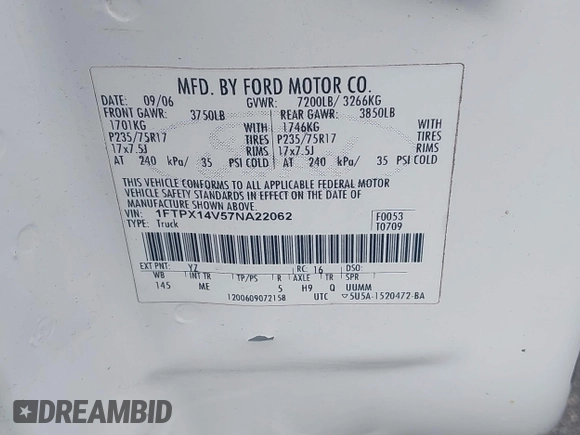 MFD. BY FORD MOTOR CO.
DATE: 09/06 GVWR: 7200LB/ 3266KG
FRONT GAWR: 3750LB REAR GAWR: 3850LB
1701KG WITH 1746KG WITH
P235/75R17 TIRES P235/75R17 TIRES
17x7.5J RIMS 17x7.5J RIMS
AT 240 kPa/ 35 PSI COLD AT 240 kPa/ 35 PSI COLD
THIS VEHICLE CONFORMS TO ALL APPLICABLE FEDERAL MOTOR
VEHICLE SAFETY STANDARDS IN EFFECT ON THE DATE OF
MANUFACTURE SHOWN ABOVE.
VIN: 1FTPX14V57NA22062 F0053
TYPE: Truck T0709
EXT PNT: YZ RC: 16 DSO:
WB INT TR TP/PS R AXLE TR SPR
145 ME 5 H9 Q UUMM
1200609072158 UTC ▽5U5A-1520472-BA
DREAMBID